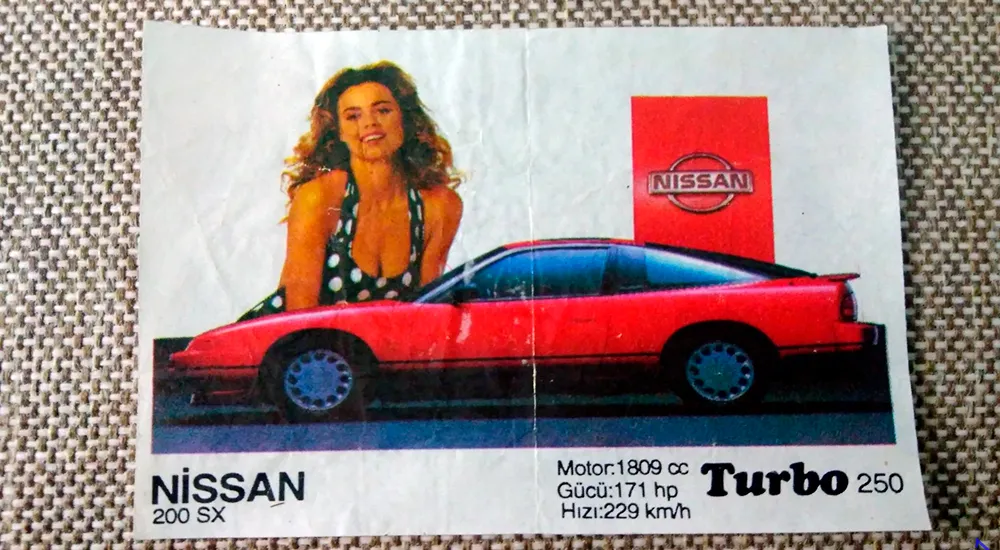 NISSAN
NİSSAN
200 SX
Motor:1809 cc
Gücü:171 hp
Hızı:229 km/h
Turbo 250